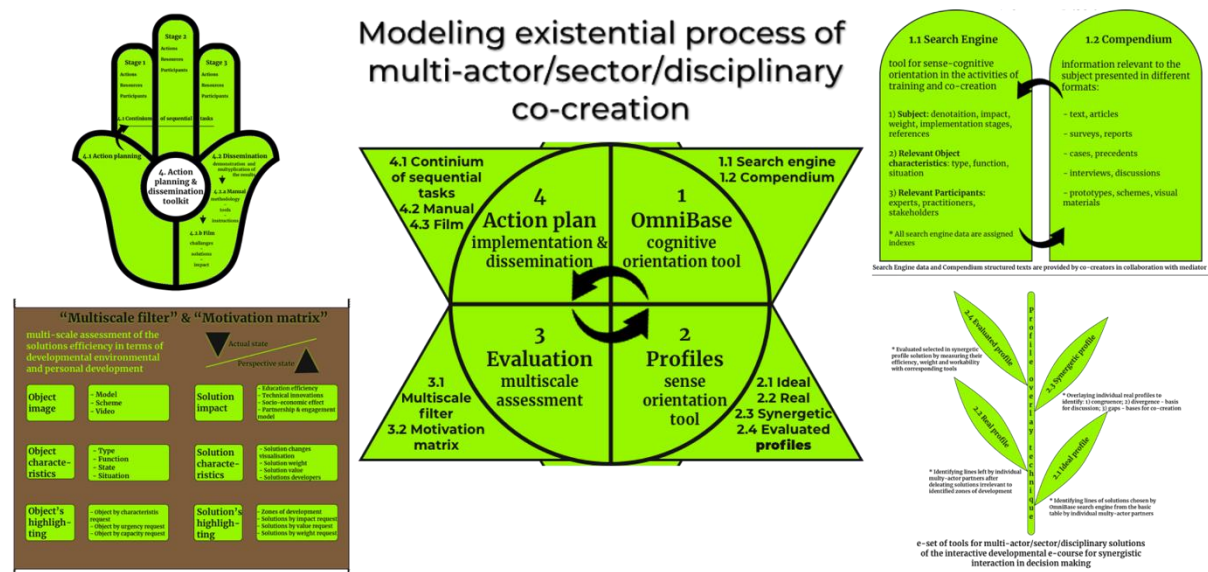 Modeling existential process of
multi-actor/sector/disciplinary
co-creation
Stage 2
Actions
Resources
Participants
Stage 1
Actions
Resources
Participants
Stage 3
Actions
Resources
Participants
4.1 Continium of sequential tasks
4.1 Action planning
4. Action
planning &
dissemination
toolkit
4.2 Dissemination
demonstration and
multiplication of
the results
4.2.a Manual
methodology
-
tools
-
instructions
4.2.b Film
challenges
-
solutions
-
impact
4.1 Continium
of sequential
tasks
4.2 Manual
4.3 Film
1.1 Search engine
1.2 Compendium
4
Action plan
implementation &
dissemination
1
OmniBase
cognitive
orientation tool
3
Evaluation
multiscale
assessment
2
Profiles
sense
orientation
tool
3.1
Multiscale
filter
3.2 Motivation
matrix
2.1 Ideal
2.2 Real
2.3 Synergetic
2.4 Evaluated
profiles
1.1 Search Engine
tool for sense-cognitive
orientation in the activities of
training and co-creation
1) Subject: denotaition, impact,
weight, implementation stages,
references
2) Relevant Object
characteristics: type, function,
situation
3) Relevant Participants:
experts, practitioners,
stakeholders
* All search engine data are assigned
indexes
1.2 Compendium
information relevant to the
subject presented in different
formats:
- text, articles
- surveys, reports
- cases, precedents
- interviews, discussions
- prototypes, schemes, visual
materials
Search Engine data and Compendium structured texts are provided by co-creators in collaboration with mediator
“Multiscale filter” & “Motivation matrix”
multi-scale assessment of the
solutions efficiency in terms of
developmental environmental
and personal development
Actual state
Perspective state
Object
image
- Model
- Scheme
- Video
Solution
impact
- Education efficiency
- Technical innovations
- Socio-economic effect
- Partnership & engagement
model
Object
characte-
ristics
- Type
- Function
- State
- Situation
Solution
characte-
ristics
- Solution changes
visualisation
- Solution weight
- Solution value
- Solutions developers
Object's
highligh-
ting
- Object by characteristic
request
- Object by urgency request
- Object by capacity request
Solution's
highligh-
ting
- Zones of development
- Solutions by impact request
- Solutions by value request
- Solutions by weight request
2.4 Evaluated profile
* Evaluated selected in synergetic
profile solution by measuring their
efficiency, weight and workability
with corresponding tools
Profile overlay technique
2.3 Synergetic profile
* Overlaying individual real profiles to
identify: 1) congruence; 2) divergence - basis
for discussion; 3) gaps - bases for co-creation
2.2 Real profile
* Identifying lines left by individual
multy-actor partners after
defeating solutions irrelevant to
identified zones of development
2.1 Ideal profile
* Identifying lines of solutions chosen by
OmniBase search engine from the basic
table by individual multy-actor partners
e-set of tools for multi-actor/sector/disciplinary solutions
of the interactive developmental e-course for synergistic
interaction in decision making